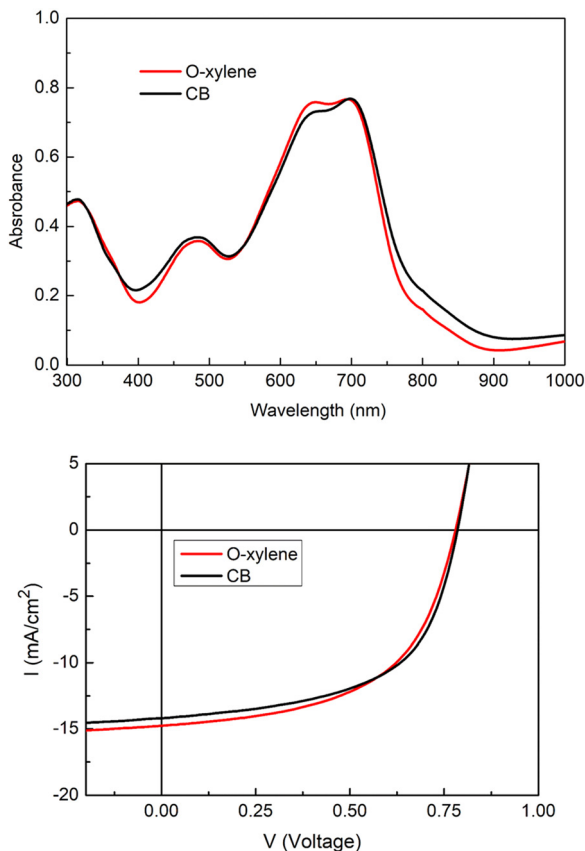 1.0
0.8
0.6
0.4
0.2
0.0
Absrobance
O-xylene
CB
300 400 500 600 700 800 900 1000
Wavelength (nm)
5
0
-5
-10
-15
-20
I (mA/cm²)
O-xylene
CB
0.00 0.25 0.50 0.75 1.00
V (Voltage)